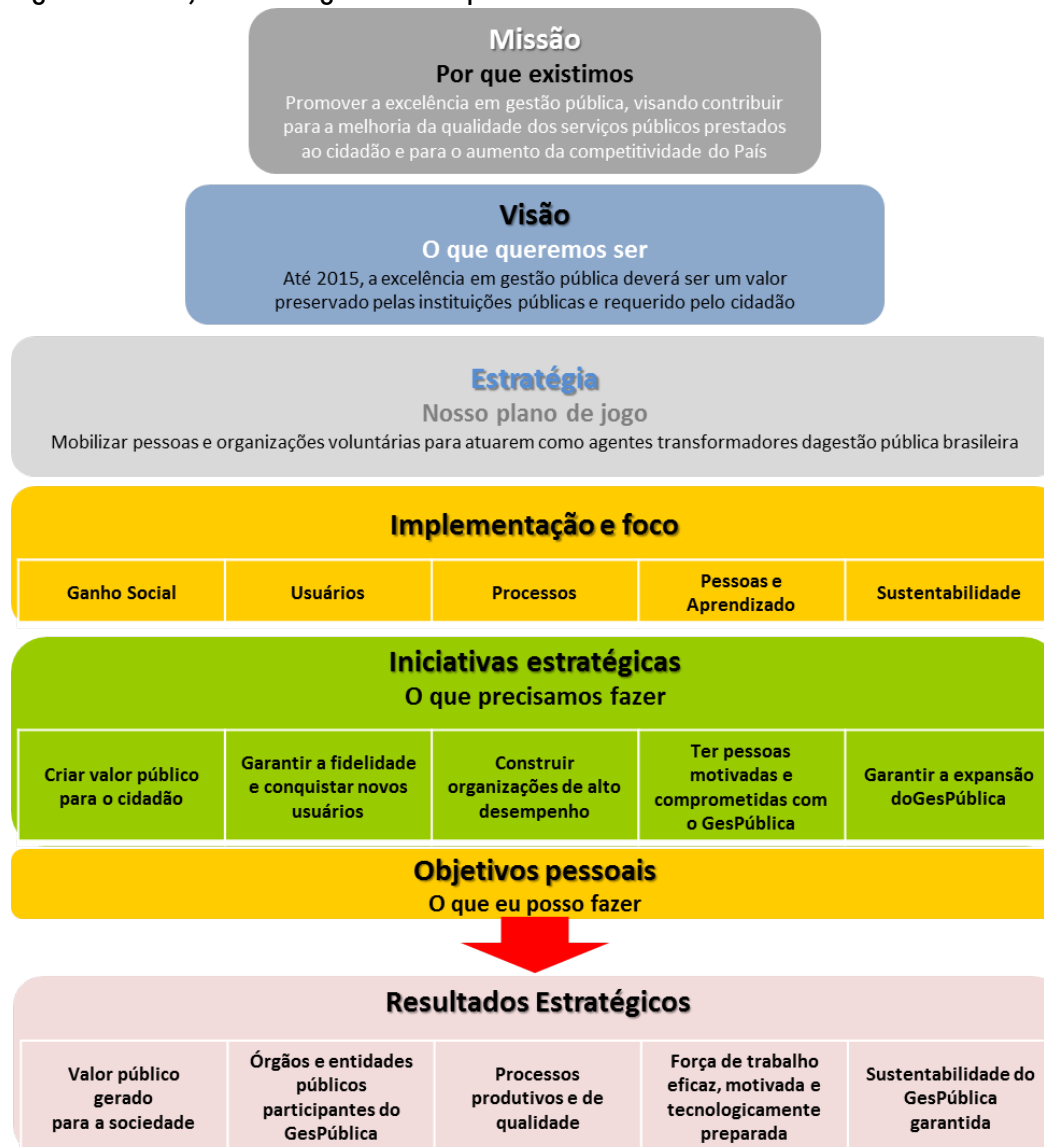 Missão
Por que existimos
Promover a excelência em gestão pública, visando contribuir
para a melhoria da qualidade dos serviços públicos prestados
ao cidadão e para o aumento da competitividade do País
Visão
O que queremos ser
Até 2015, a excelência em gestão pública deverá ser um valor
preservado pelas instituições públicas e requerido pelo cidadão
Estratégia
Nosso plano de jogo
Mobilizar pessoas e organizações voluntárias para atuarem como agentes transformadores dagestão pública brasileira
Implementação e foco
Ganho Social
Usuários
Processos
Pessoas e
Aprendizado
Sustentabilidade
Iniciativas estratégicas
O que precisamos fazer
Criar valor público
para o cidadão
Garantir a fidelidade
e conquistar novos
usuários
Construir
organizações de alto
desempenho
Ter pessoas
motivadas e
comprometidas com
o GesPública
Garantir a expansão
doGesPública
Objetivos pessoais
O que eu posso fazer
Resultados Estratégicos
Valor público
gerado
para a sociedade
Órgãos e entidades
públicos
participantes do
GesPública
Processos
produtivos e de
qualidade
Força de trabalho
eficaz, motivada e
tecnologicamente
preparada
Sustentabilidade do
GesPública
garantida